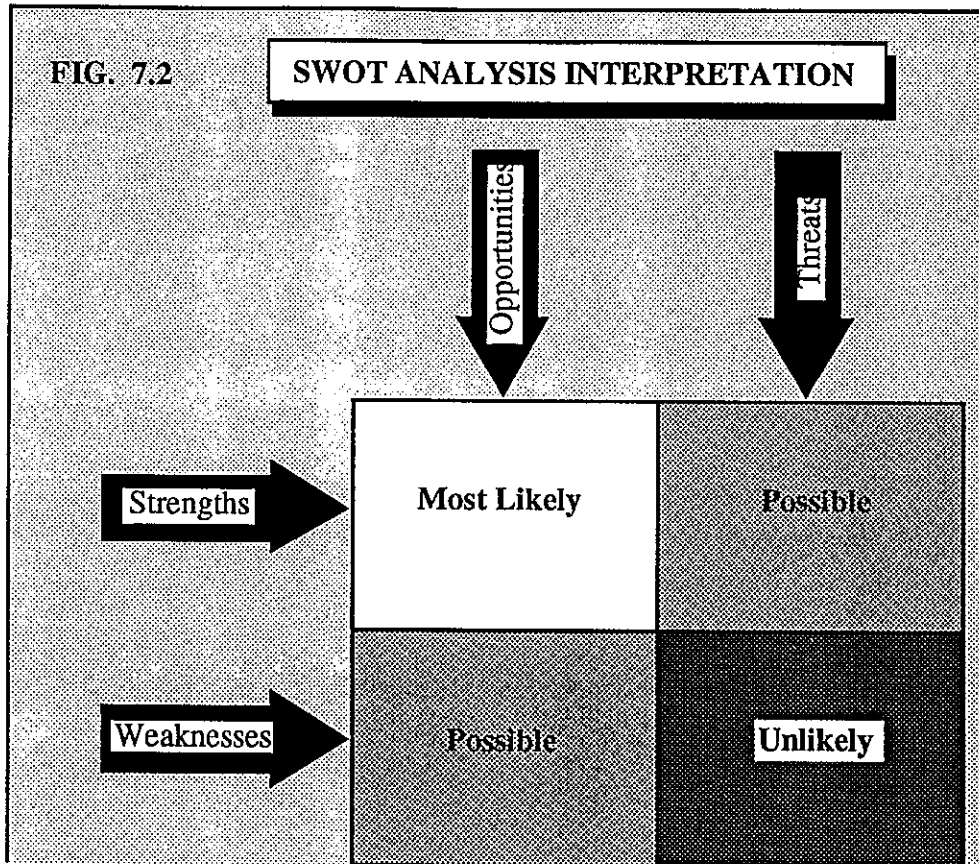 FIG. 7.2
SWOT ANALYSIS INTERPRETATION
Opportunities
Threats
Strengths
Most Likely
Possible
Weaknesses
Possible
Unlikely